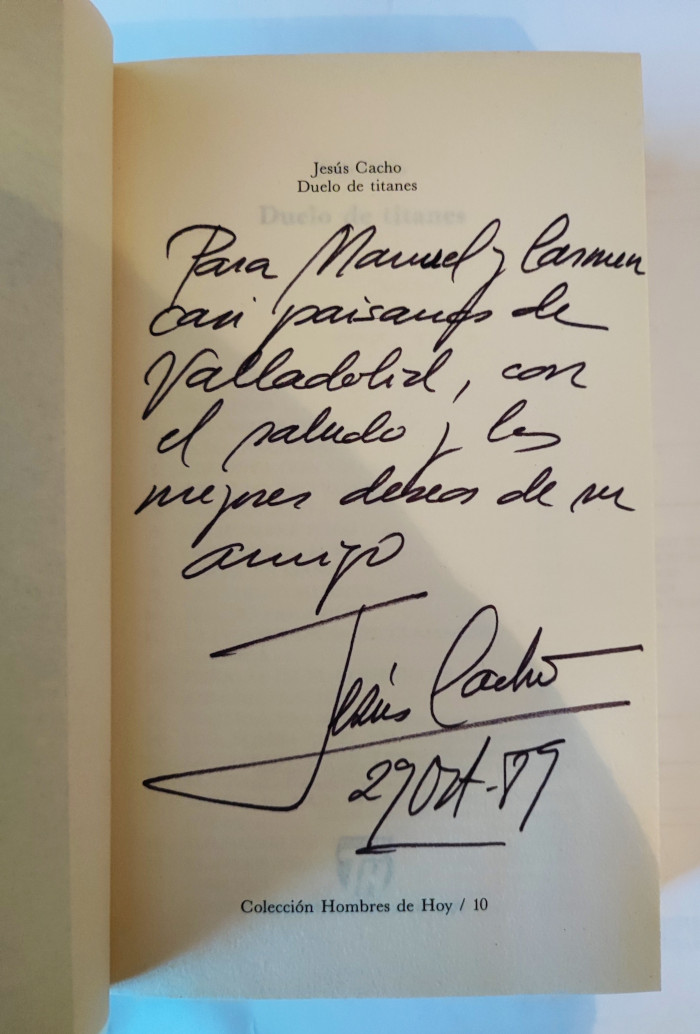 Jesús Cacho
Duelo de titanes
Duelo de titanes
Para Manuel y Carmen
casi paisanos de
Valladolid, con
el saludo y los
mejores deseos de su
amigo
Jesús Cacho
29 Oct-89
Colección Hombres de Hoy / 10